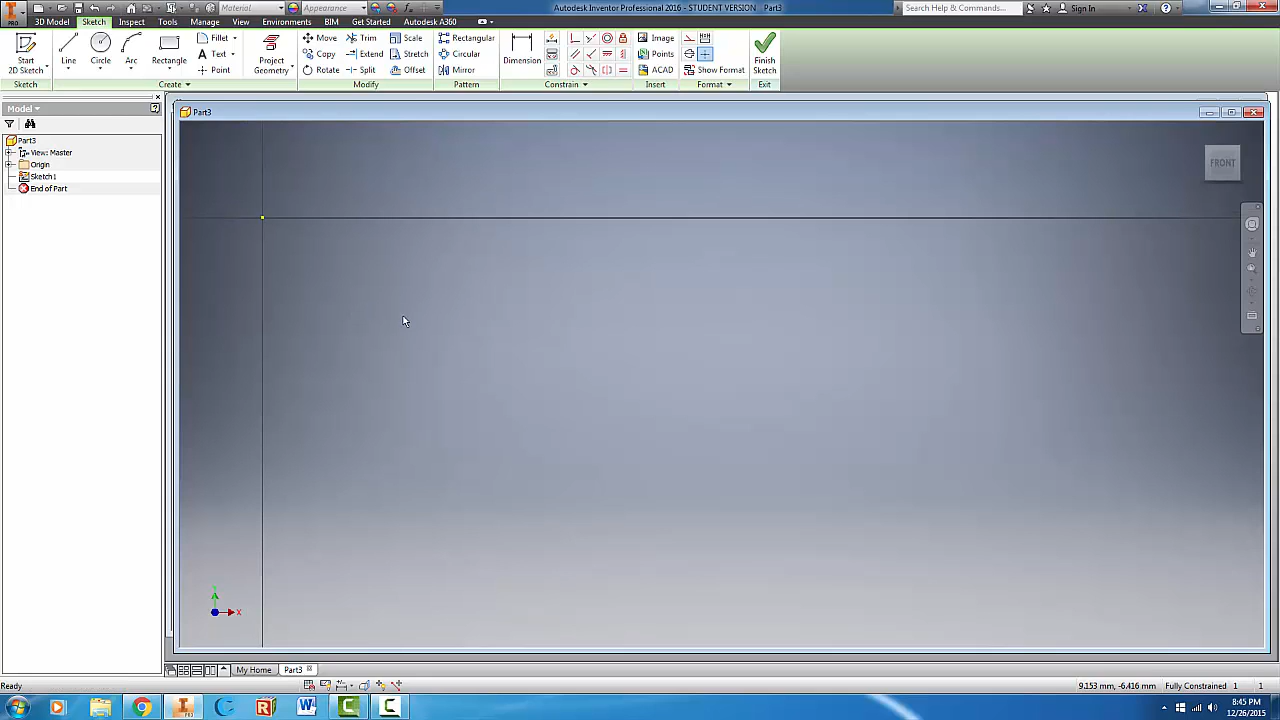 PRO
Material
Appearance
Autodesk Inventor Professional 2016 - STUDENT VERSION Part3
Search Help & Commands...
Sign In
3D Model
Sketch
Inspect
Tools
Manage
View
Environments
BIM
Get Started
Autodesk A360
Start
2D Sketch
Line
Circle
Arc
Rectangle
Fillet
Text
Point
Project
Geometry
Move
Copy
Rotate
Trim
Extend
Split
Scale
Stretch
Offset
Rectangular
Circular
Mirror
Dimension
Image
Points
ACAD
Show Format
Finish
Sketch
Sketch
Create
Modify
Pattern
Constrain
Insert
Format
Exit
Model
Part3
View: Master
Origin
Sketch1
End of Part
Part3
FRONT
Y
X
My Home
Part3
Ready
9.153 mm, -6.416 mm
Fully Constrained
1
1
8:45 PM
12/26/2015